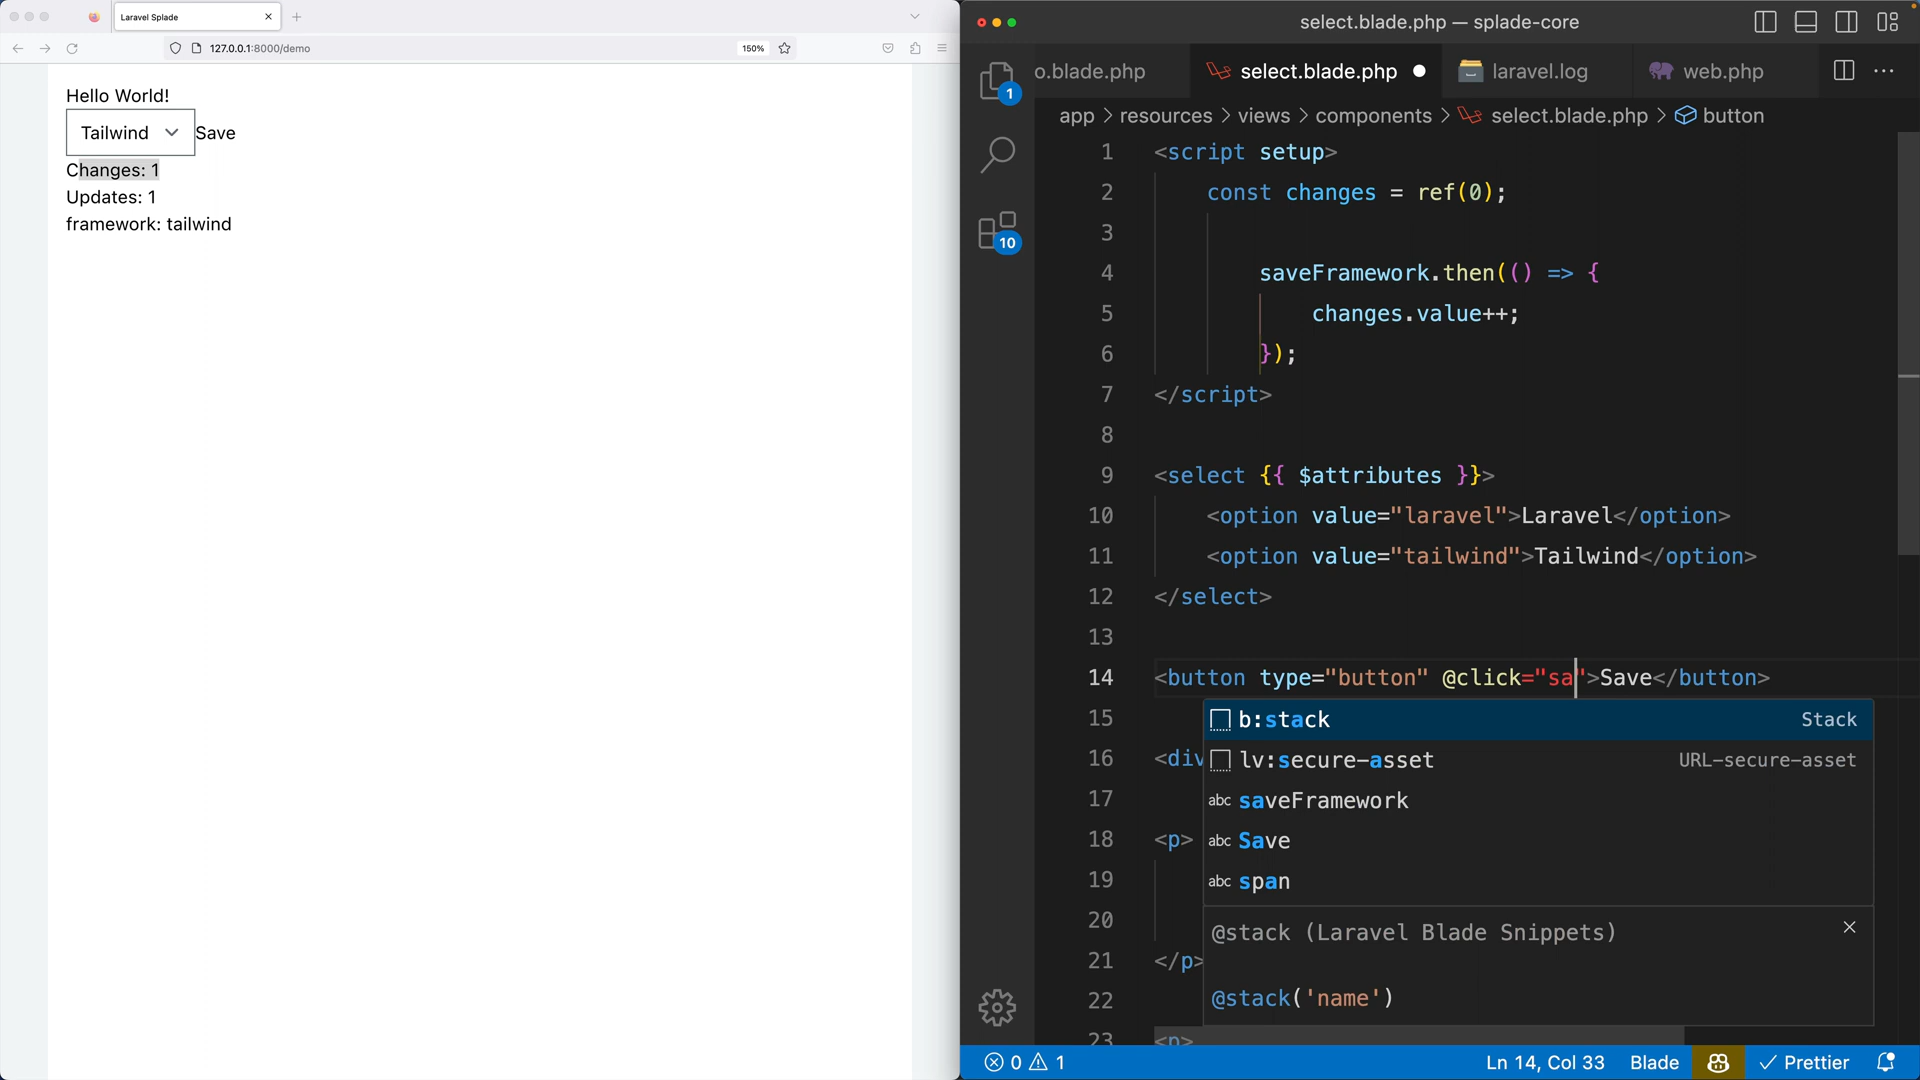 Laravel Splade
127.0.0.1:8000/demo
150%
Hello World!
Tailwind
Save
Changes: 1
Updates: 1
framework: tailwind
select.blade.php — splade-core
o.blade.php
select.blade.php
laravel.log
web.php
app > resources > views > components > select.blade.php > button
1
10
1 <script setup>
2 const changes = ref(0);
3
4 saveFramework.then(() => {
5 changes.value++;
6 });
7 </script>
8
9 <select {{ $attributes }}>
10 <option value="laravel">Laravel</option>
11 <option value="tailwind">Tailwind</option>
12 </select>
13
14 <button type="button" @click="sa">Save</button>
15
16 <div
17
18 <p>
19
20
21 </p>
22
23 <p>
b:stack Stack
lv:secure-asset URL-secure-asset
abc saveFramework
abc Save
abc span
@stack (Laravel Blade Snippets)
@stack('name')
0 1
Ln 14, Col 33
Blade
Prettier